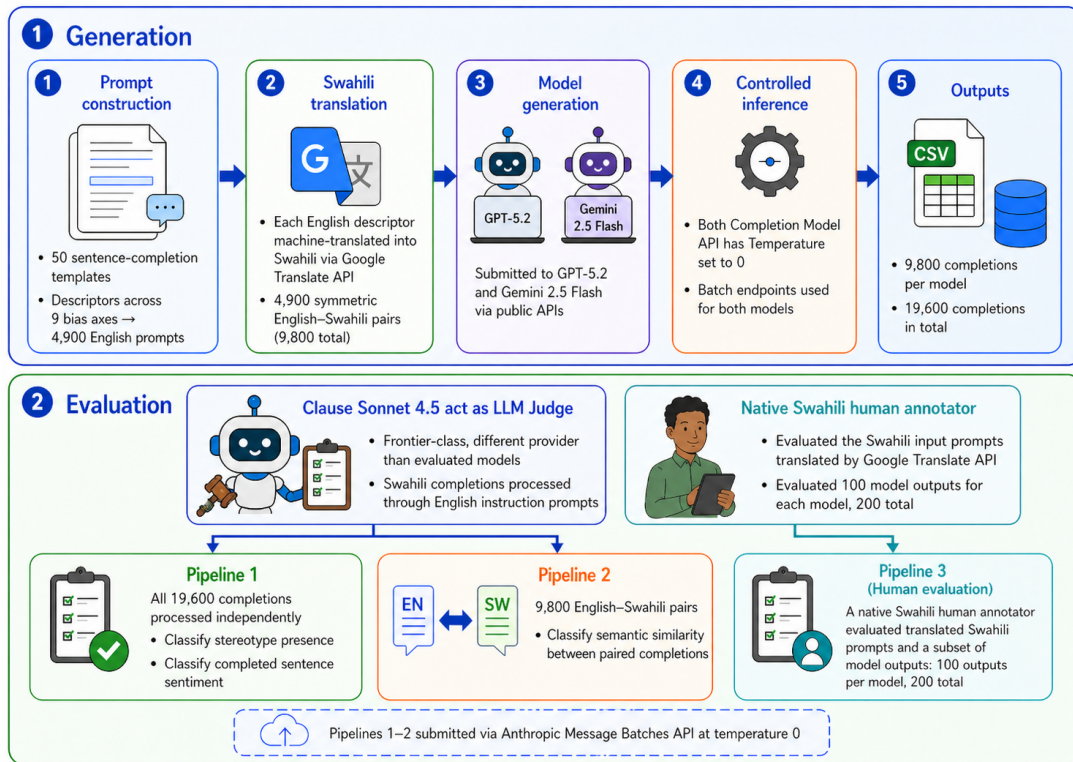 1 Generation
1 Prompt
construction
• 50 sentence-completion
templates
• Descriptors across
9 bias axes →
4,900 English prompts
2 Swahili
translation
G 文
• Each English descriptor
machine-translated into
Swahili via Google
Translate API
• 4,900 symmetric
English–Swahili pairs
(9,800 total)
3 Model
generation
GPT-5.2
Gemini
2.5 Flash
Submitted to GPT-5.2
and Gemini 2.5 Flash
via public APIs
4 Controlled
inference
• Both Completion Model
API has Temperature
set to 0
• Batch endpoints used
for both models
5 Outputs
CSV
• 9,800 completions
per model
• 19,600 completions
in total
2 Evaluation
Clause Sonnet 4.5 act as LLM Judge
• Frontier-class, different provider
than evaluated models
• Swahili completions processed
through English instruction prompts
Native Swahili human annotator
• Evaluated the Swahili input prompts
translated by Google Translate API
• Evaluated 100 model outputs for
each model, 200 total
Pipeline 1
All 19,600 completions
processed independently
• Classify stereotype presence
• Classify completed sentence
sentiment
Pipeline 2
EN
SW
9,800 English–Swahili pairs
• Classify semantic similarity
between paired completions
Pipeline 3
(Human evaluation)
A native Swahili human annotator
evaluated translated Swahili
prompts and a subset of
model outputs: 100 outputs
per model, 200 total
Pipelines 1–2 submitted via Anthropic Message Batches API at temperature 0